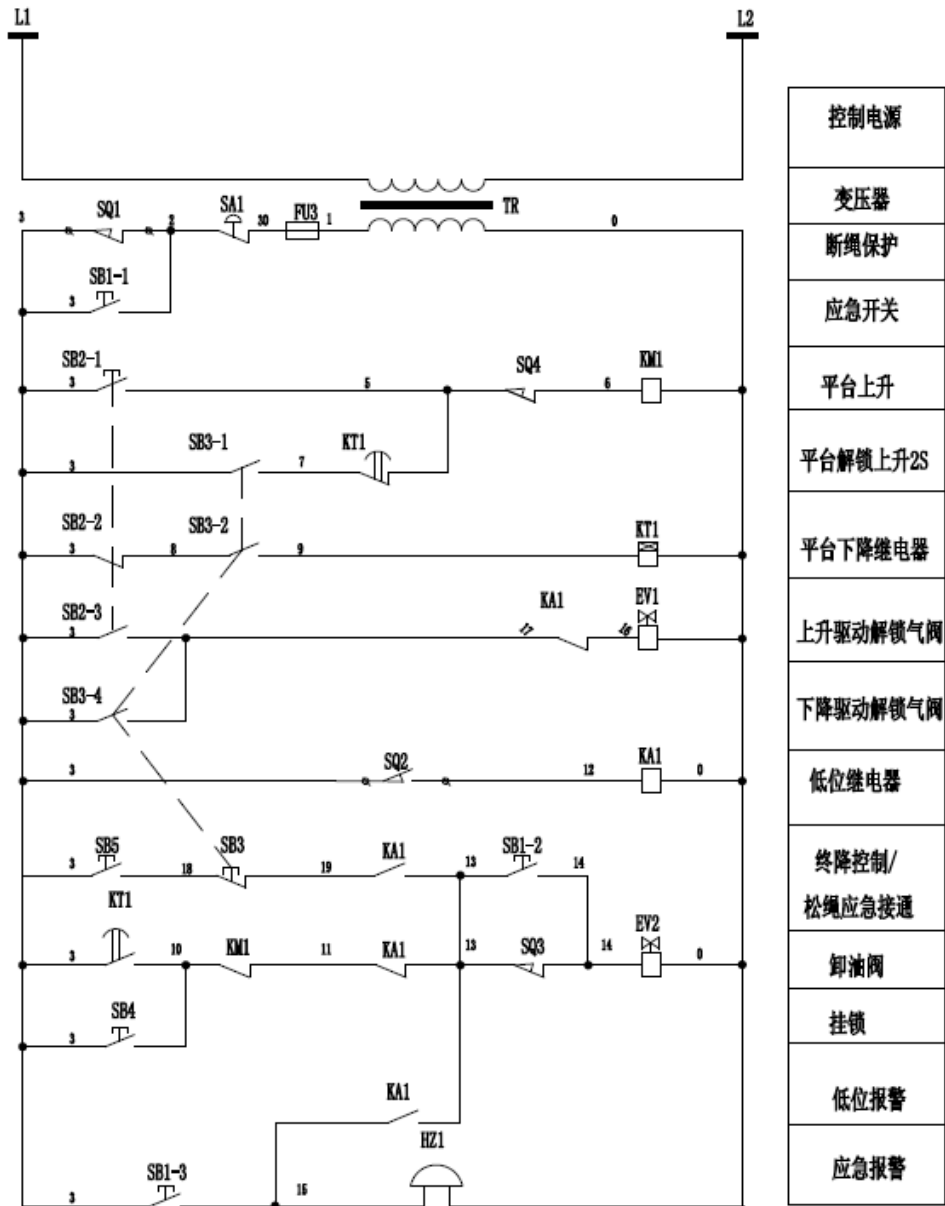 L1
L2
控制电源
TR
变压器
3
SQ1
2
SA1
30
FU3
1
0
断绳保护
SB1-1
3
应急开关
SB2-1
3
5
SQ4
6
KM1
平台上升
SB3-1
3
7
KT1
平台解锁上升2S
SB2-2
3
8
SB3-2
9
KT1
平台下降继电器
SB2-3
3
17
KA1
16
EV1
上升驱动解锁气阀
SB3-4
3
下降驱动解锁气阀
3
SQ2
12
KA1
0
低位继电器
3
SB5
18
SB3
19
KA1
13
SB1-2
14
终降控制/
松绳应急接通
KT1
3
10
KM1
11
KA1
13
SQ3
14
EV2
0
卸油阀
SB4
3
挂锁
KA1
低位报警
HZ1
SB1-3
3
15
应急报警